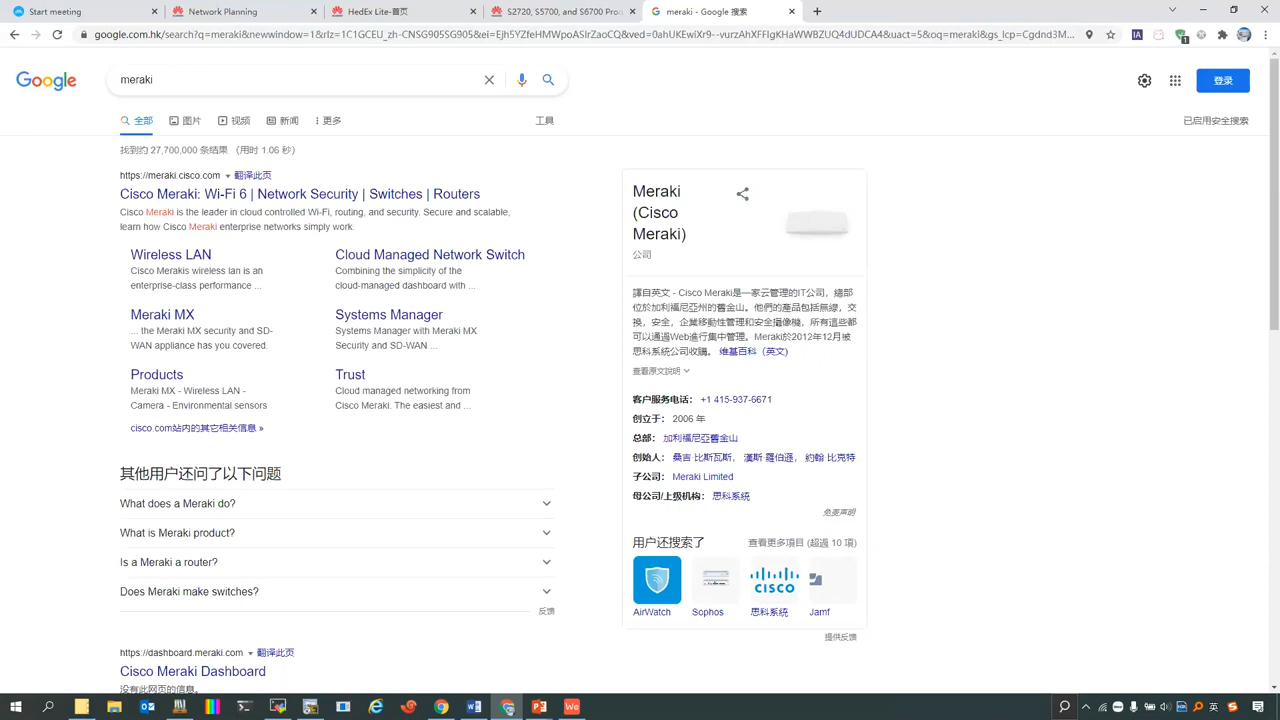 Start meeting
Network Planning
HedEx Lite-首页
S2720, S5700, and S6700 Pro
meraki - Google 搜索
google.com.hk/search?q=meraki&newwindow=1&rlz=1C1GCEU_zh-CNSG905SG905&ei=Ejh5YZfeHMWpoASIrZaoCQ&ved=0ahUKEwiXr9--vurzAhXFFIgKHaWWBZUQ4dUDCA4&uact=5&oq=meraki&gs_lcp=Cgdnd3M...
Google
meraki
登录
全部
图片
视频
新闻
更多
工具
已启用安全搜索
找到约 27,700,000 条结果 （用时 1.06 秒）
https://meraki.cisco.com 翻译此页
Cisco Meraki: Wi-Fi 6 | Network Security | Switches | Routers
Cisco Meraki is the leader in cloud controlled Wi-Fi, routing, and security. Secure and scalable,
learn how Cisco Meraki enterprise networks simply work.
Wireless LAN
Cisco Merakis wireless lan is an
enterprise-class performance ...
Cloud Managed Network Switch
Combining the simplicity of the
cloud-managed dashboard with ...
Meraki MX
... the Meraki MX security and SD-
WAN appliance has you covered.
Systems Manager
Systems Manager with Meraki MX
Security and SD-WAN ...
Products
Meraki MX - Wireless LAN -
Camera - Environmental sensors
Trust
Cloud managed networking from
Cisco Meraki. The easiest and ...
cisco.com站内的其它相关信息 »
其他用户还问了以下问题
What does a Meraki do?
What is Meraki product?
Is a Meraki a router?
Does Meraki make switches?
反馈
https://dashboard.meraki.com 翻译此页
Cisco Meraki Dashboard
没有此网页的信息。
Meraki
(Cisco
Meraki)
公司
譯自英文 - Cisco Meraki是一家云管理的IT公司，總部
位於加利福尼亞州的舊金山。他們的產品包括無線，交
換，安全，企業移動性管理和安全攝像機，所有這些都
可以通過Web進行集中管理。Meraki於2012年12月被
思科系統公司收購。 维基百科（英文）
查看原文說明
客户服务电话： +1 415-937-6671
创立于： 2006 年
总部： 加利福尼亞舊金山
创始人： 桑吉·比斯瓦斯， 漢斯·羅伯遜， 約翰·比克特
子公司： Meraki Limited
母公司/上级机构： 思科系統
免责声明
用户还搜索了
查看更多項目 (超過 10 項)
CISCO
AirWatch
Sophos
思科系統
Jamf
提供反馈
英